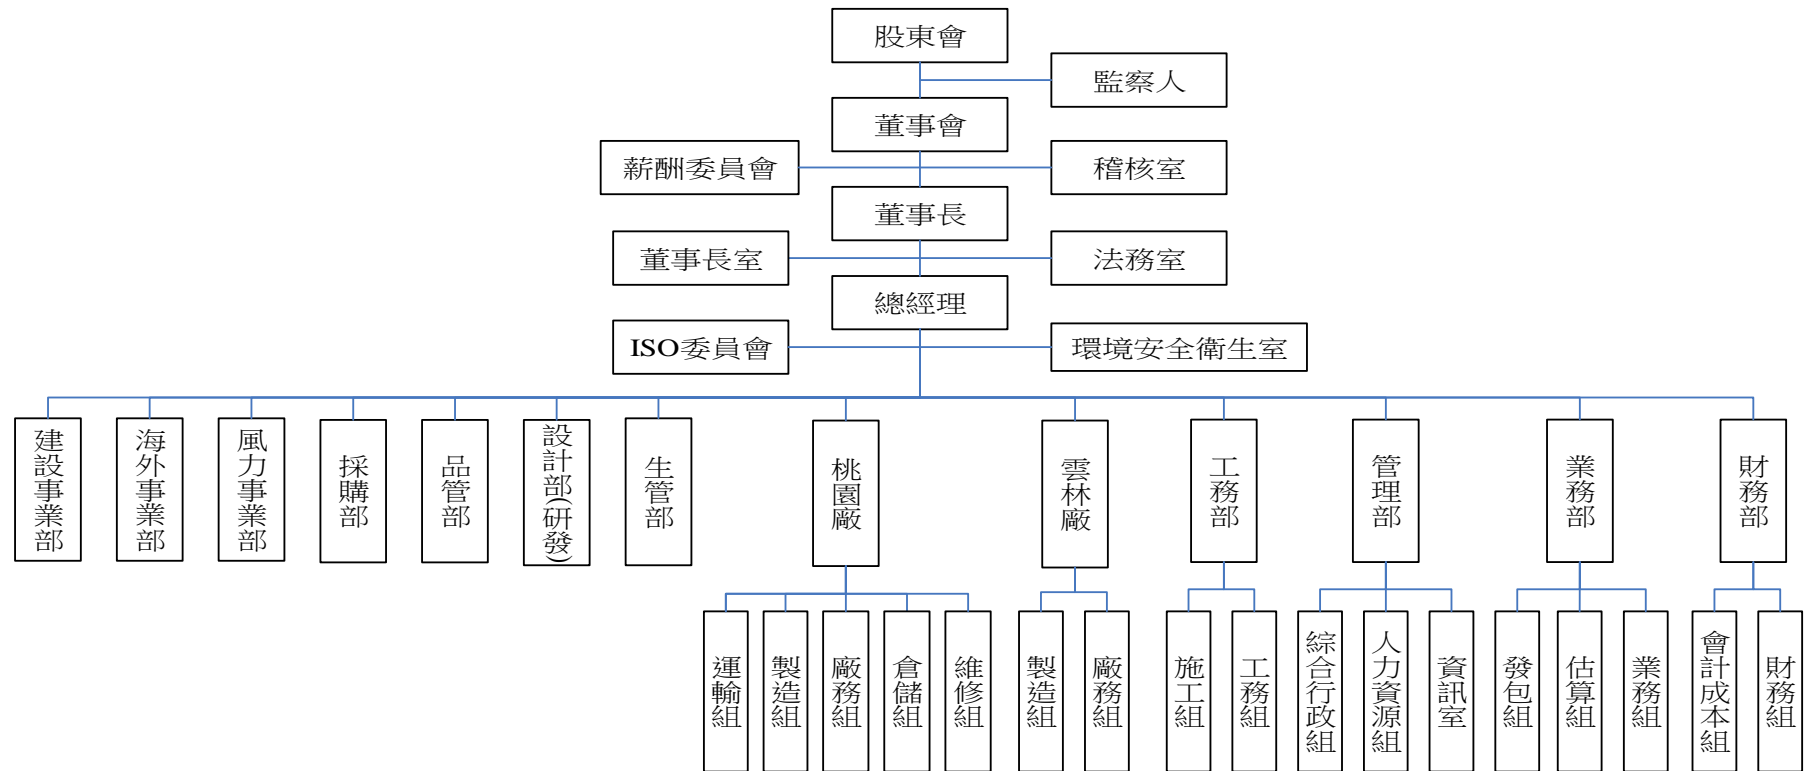 股東會
監察人
董事會
薪酬委員會
稽核室
董事長
董事長室
法務室
總經理
ISO委員會
環境安全衛生室
建設事業部
海外事業部
風力事業部
採購部
品管部
設計部(研發)
生管部
桃園廠
雲林廠
工務部
管理部
業務部
財務部
運輸組
製造組
廠務組
倉儲組
維修組
製造組
廠務組
施工組
工務組
綜合行政組
人力資源組
資訊室
發包組
估算組
業務組
會計成本組
財務組